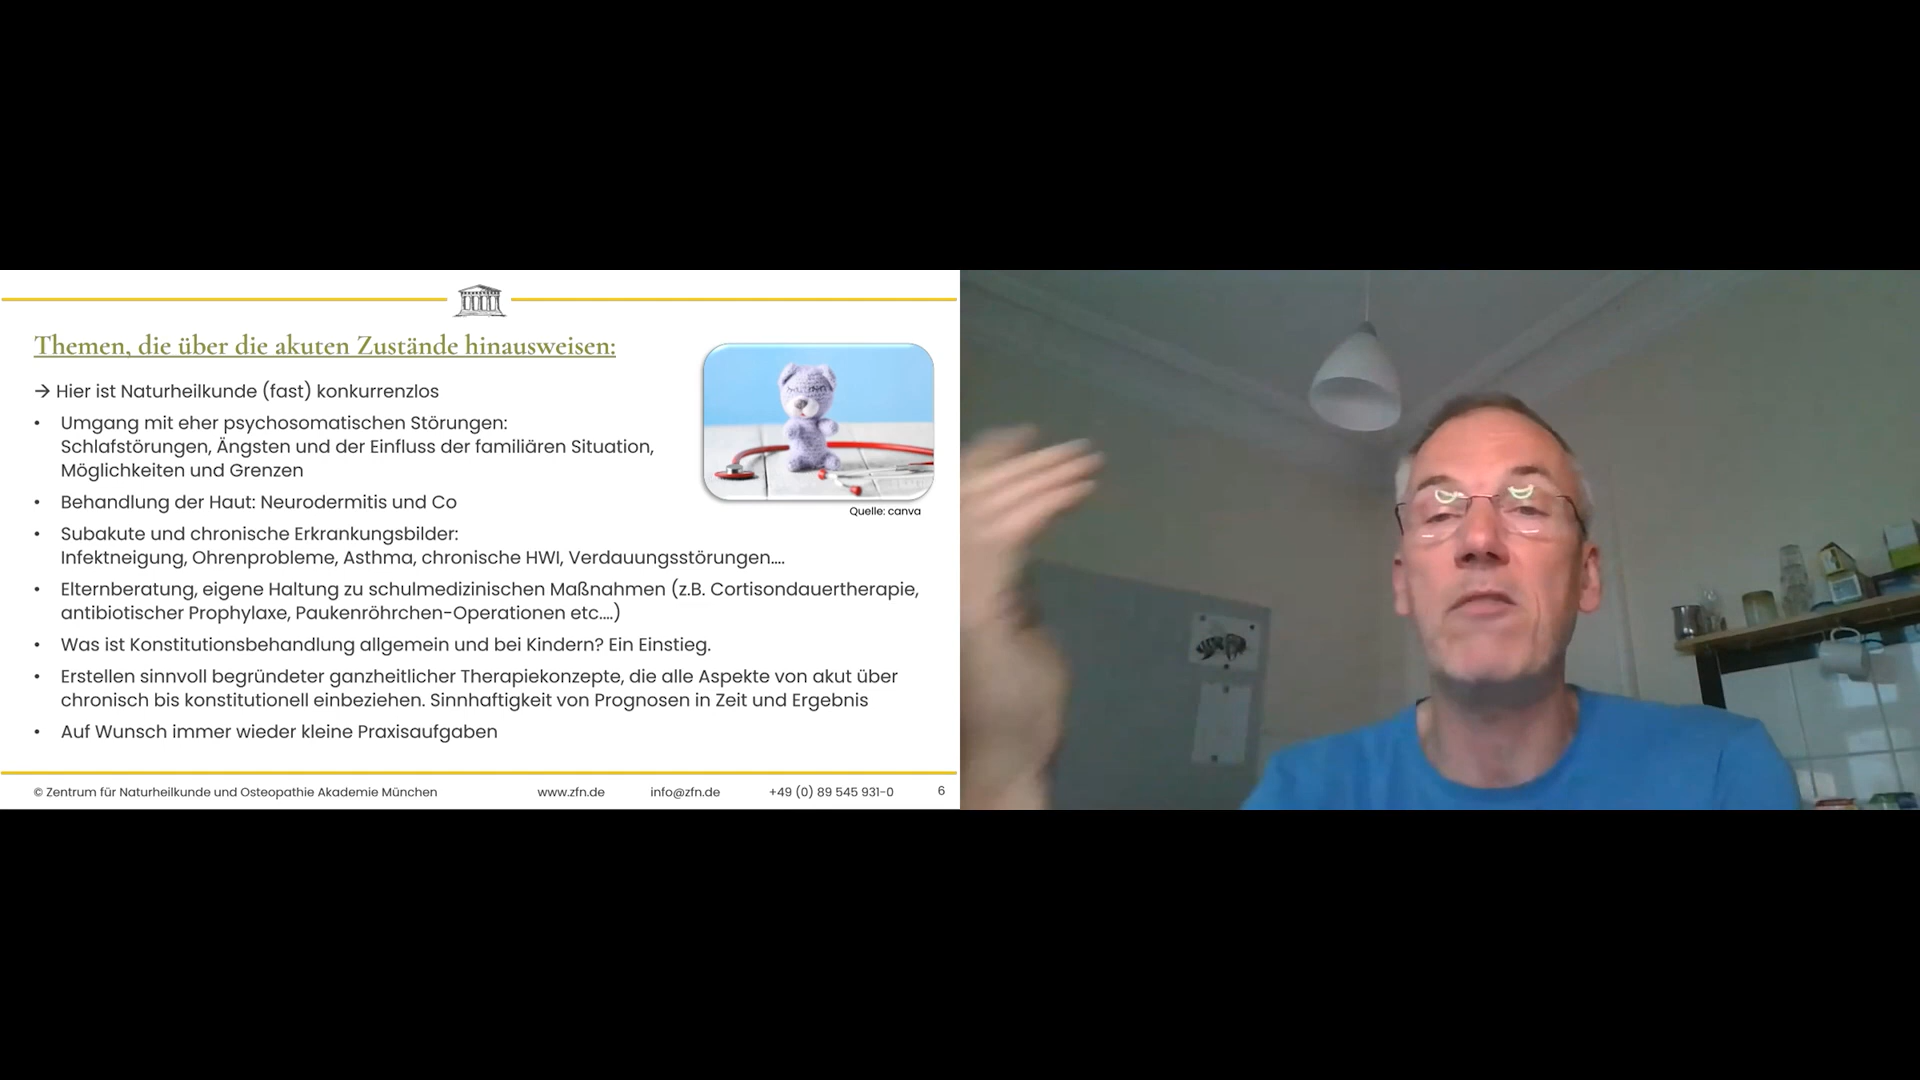 Themen, die über die akuten Zustände hinausweisen:
→ Hier ist Naturheilkunde (fast) konkurrenzlos
• Umgang mit eher psychosomatischen Störungen:
Schlafstörungen, Ängsten und der Einfluss der familiären Situation,
Möglichkeiten und Grenzen
Quelle: canva
• Behandlung der Haut: Neurodermitis und Co
• Subakute und chronische Erkrankungsbilder:
Infektneigung, Ohrenprobleme, Asthma, chronische HWI, Verdauungsstörungen....
• Elternberatung, eigene Haltung zu schulmedizinischen Maßnahmen (z.B. Cortisondauertherapie,
antibiotischer Prophylaxe, Paukenröhrchen-Operationen etc....)
• Was ist Konstitutionsbehandlung allgemein und bei Kindern? Ein Einstieg.
• Erstellen sinnvoll begründeter ganzheitlicher Therapiekonzepte, die alle Aspekte von akut über
chronisch bis konstitutionell einbeziehen. Sinnhaftigkeit von Prognosen in Zeit und Ergebnis
• Auf Wunsch immer wieder kleine Praxisaufgaben
© Zentrum für Naturheilkunde und Osteopathie Akademie München www.zfn.de info@zfn.de +49 (0) 89 545 931-0 6